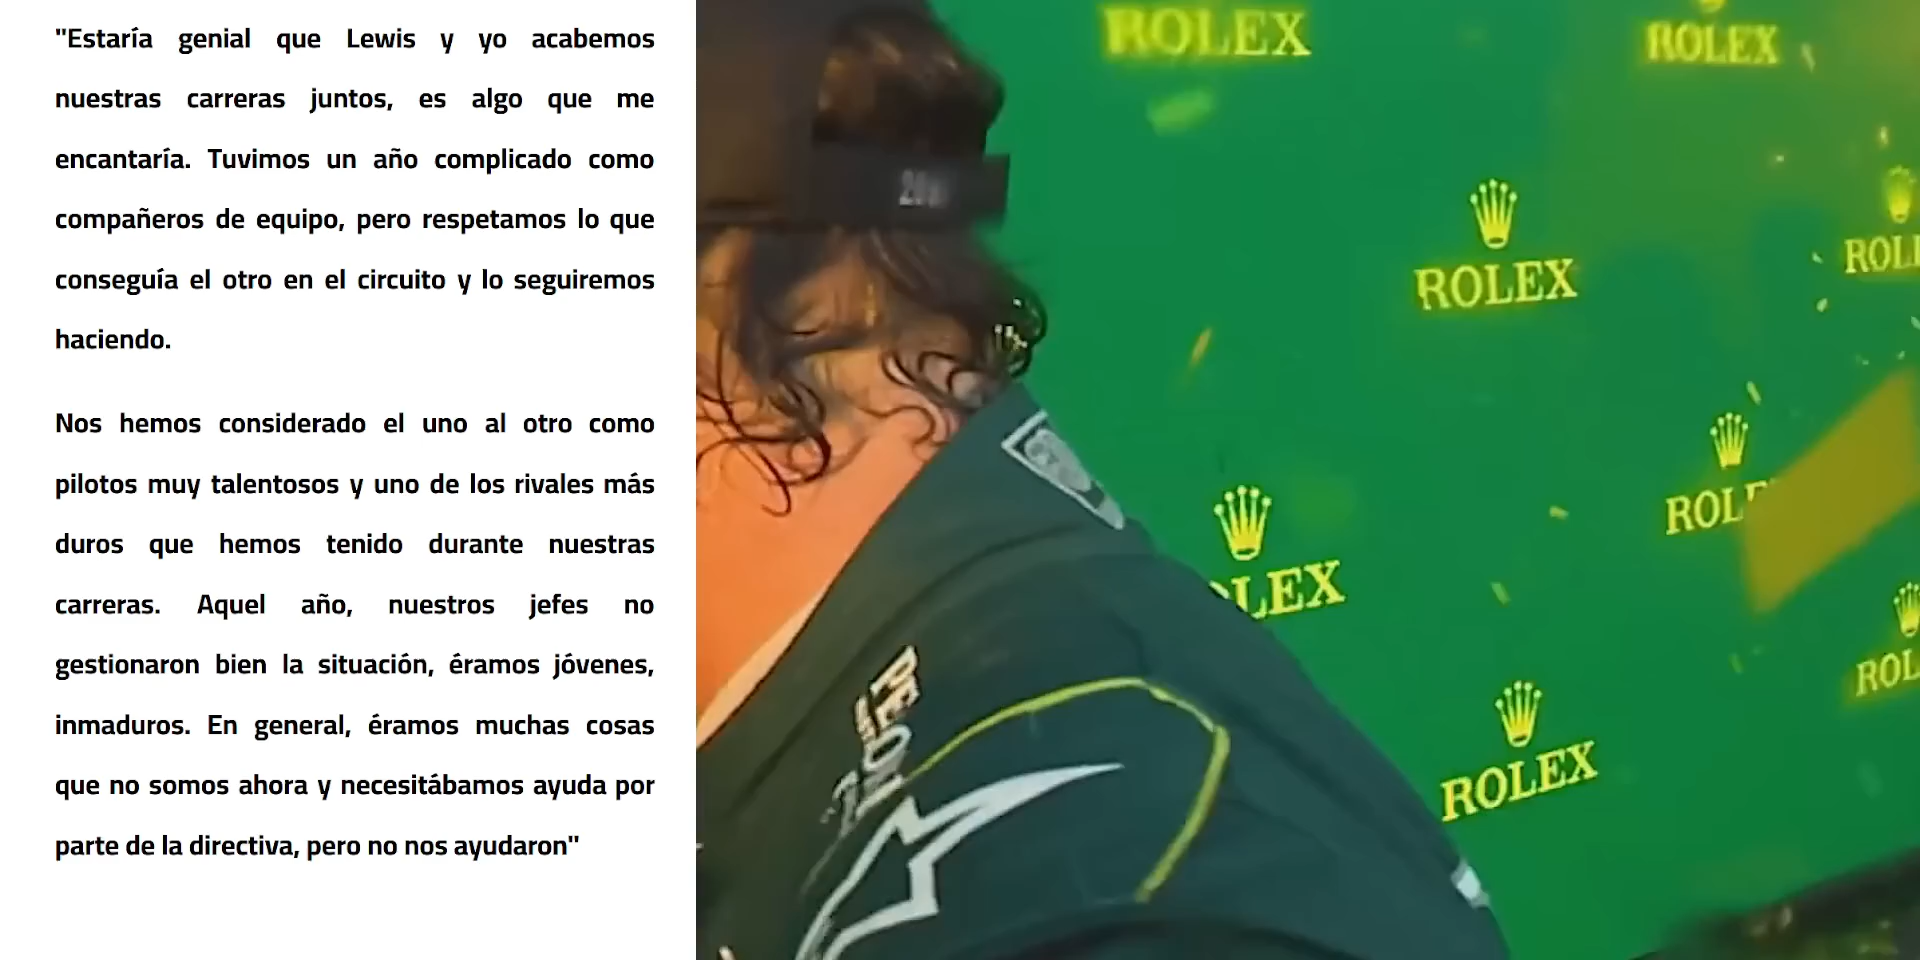 "Estaría genial que Lewis y yo acabemos
nuestras carreras juntos, es algo que me
encantaría. Tuvimos un año complicado como
compañeros de equipo, pero respetamos lo que
conseguía el otro en el circuito y lo seguiremos
haciendo.
Nos hemos considerado el uno al otro como
pilotos muy talentosos y uno de los rivales más
duros que hemos tenido durante nuestras
carreras. Aquel año, nuestros jefes no
gestionaron bien la situación, éramos jóvenes,
inmaduros. En general, éramos muchas cosas
que no somos ahora y necesitábamos ayuda por
parte de la directiva, pero no nos ayudaron"
ROLEX
ROLEX
ROLEX
ROLEX